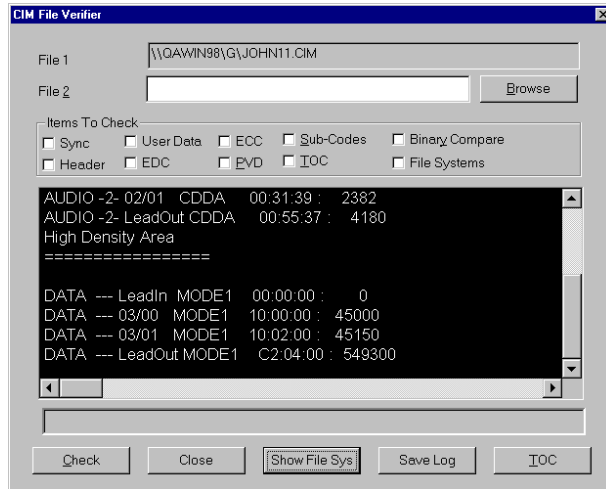 CIM File Verifier
File 1 \\QAWIN98\G\JOHN11.CIM
File 2 Browse
Items To Check
Sync User Data ECC Sub-Codes Binary Compare
Header EDC PVD TOC File Systems
AUDIO -2- 02/01 CDDA 00:31:39 : 2382
AUDIO -2- LeadOut CDDA 00:55:37 : 4180
High Density Area
==================
DATA --- LeadIn MODE1 00:00:00 : 0
DATA --- 03/00 MODE1 10:00:00 : 45000
DATA --- 03/01 MODE1 10:02:00 : 45150
DATA --- LeadOut MODE1 C2:04:00 : 549300
Check Close Show File Sys Save Log TOC